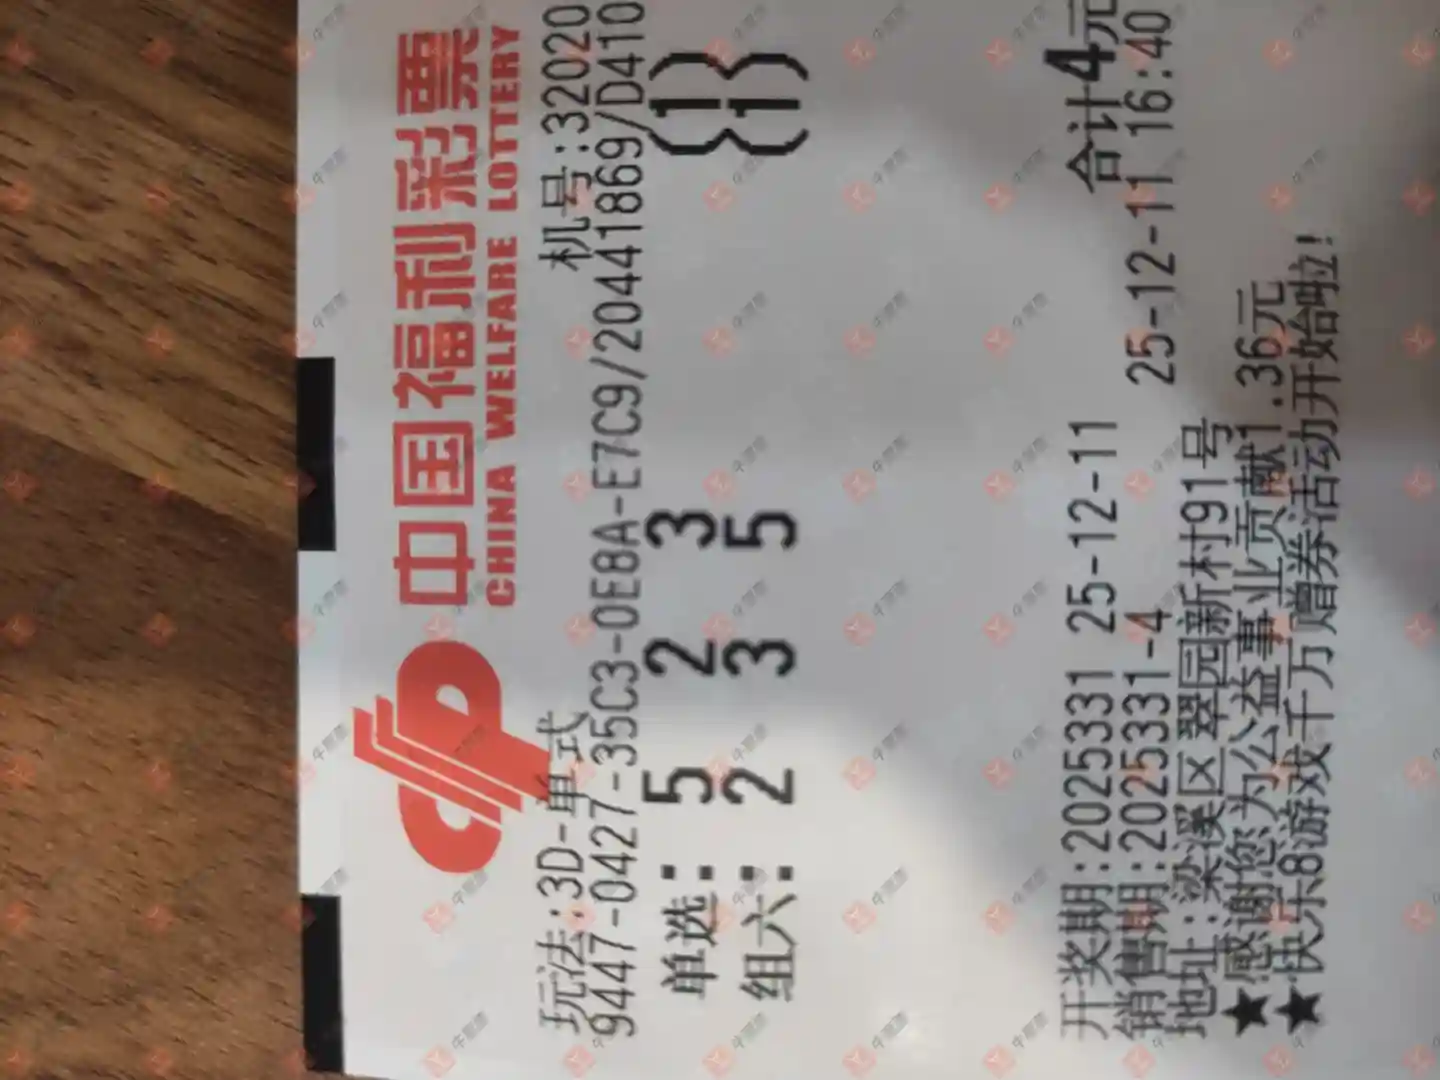 中国福利彩票
CHINA WELFARE LOTTERY
玩法:3D-单式 机号:32020
9447-0427-35C3-0E8A-E7C9/20441869/D410
单选: 5 2 3 (1)
组六: 2 3 5 (1)
合计4元
开奖期:2025331 25-12-11
销售期:2025331-4 25-12-11 16:40
地址:梁溪区翠园新村91号
★感谢您为公益事业贡献1.36元
★快乐8游戏千万赠券活动开始啦!